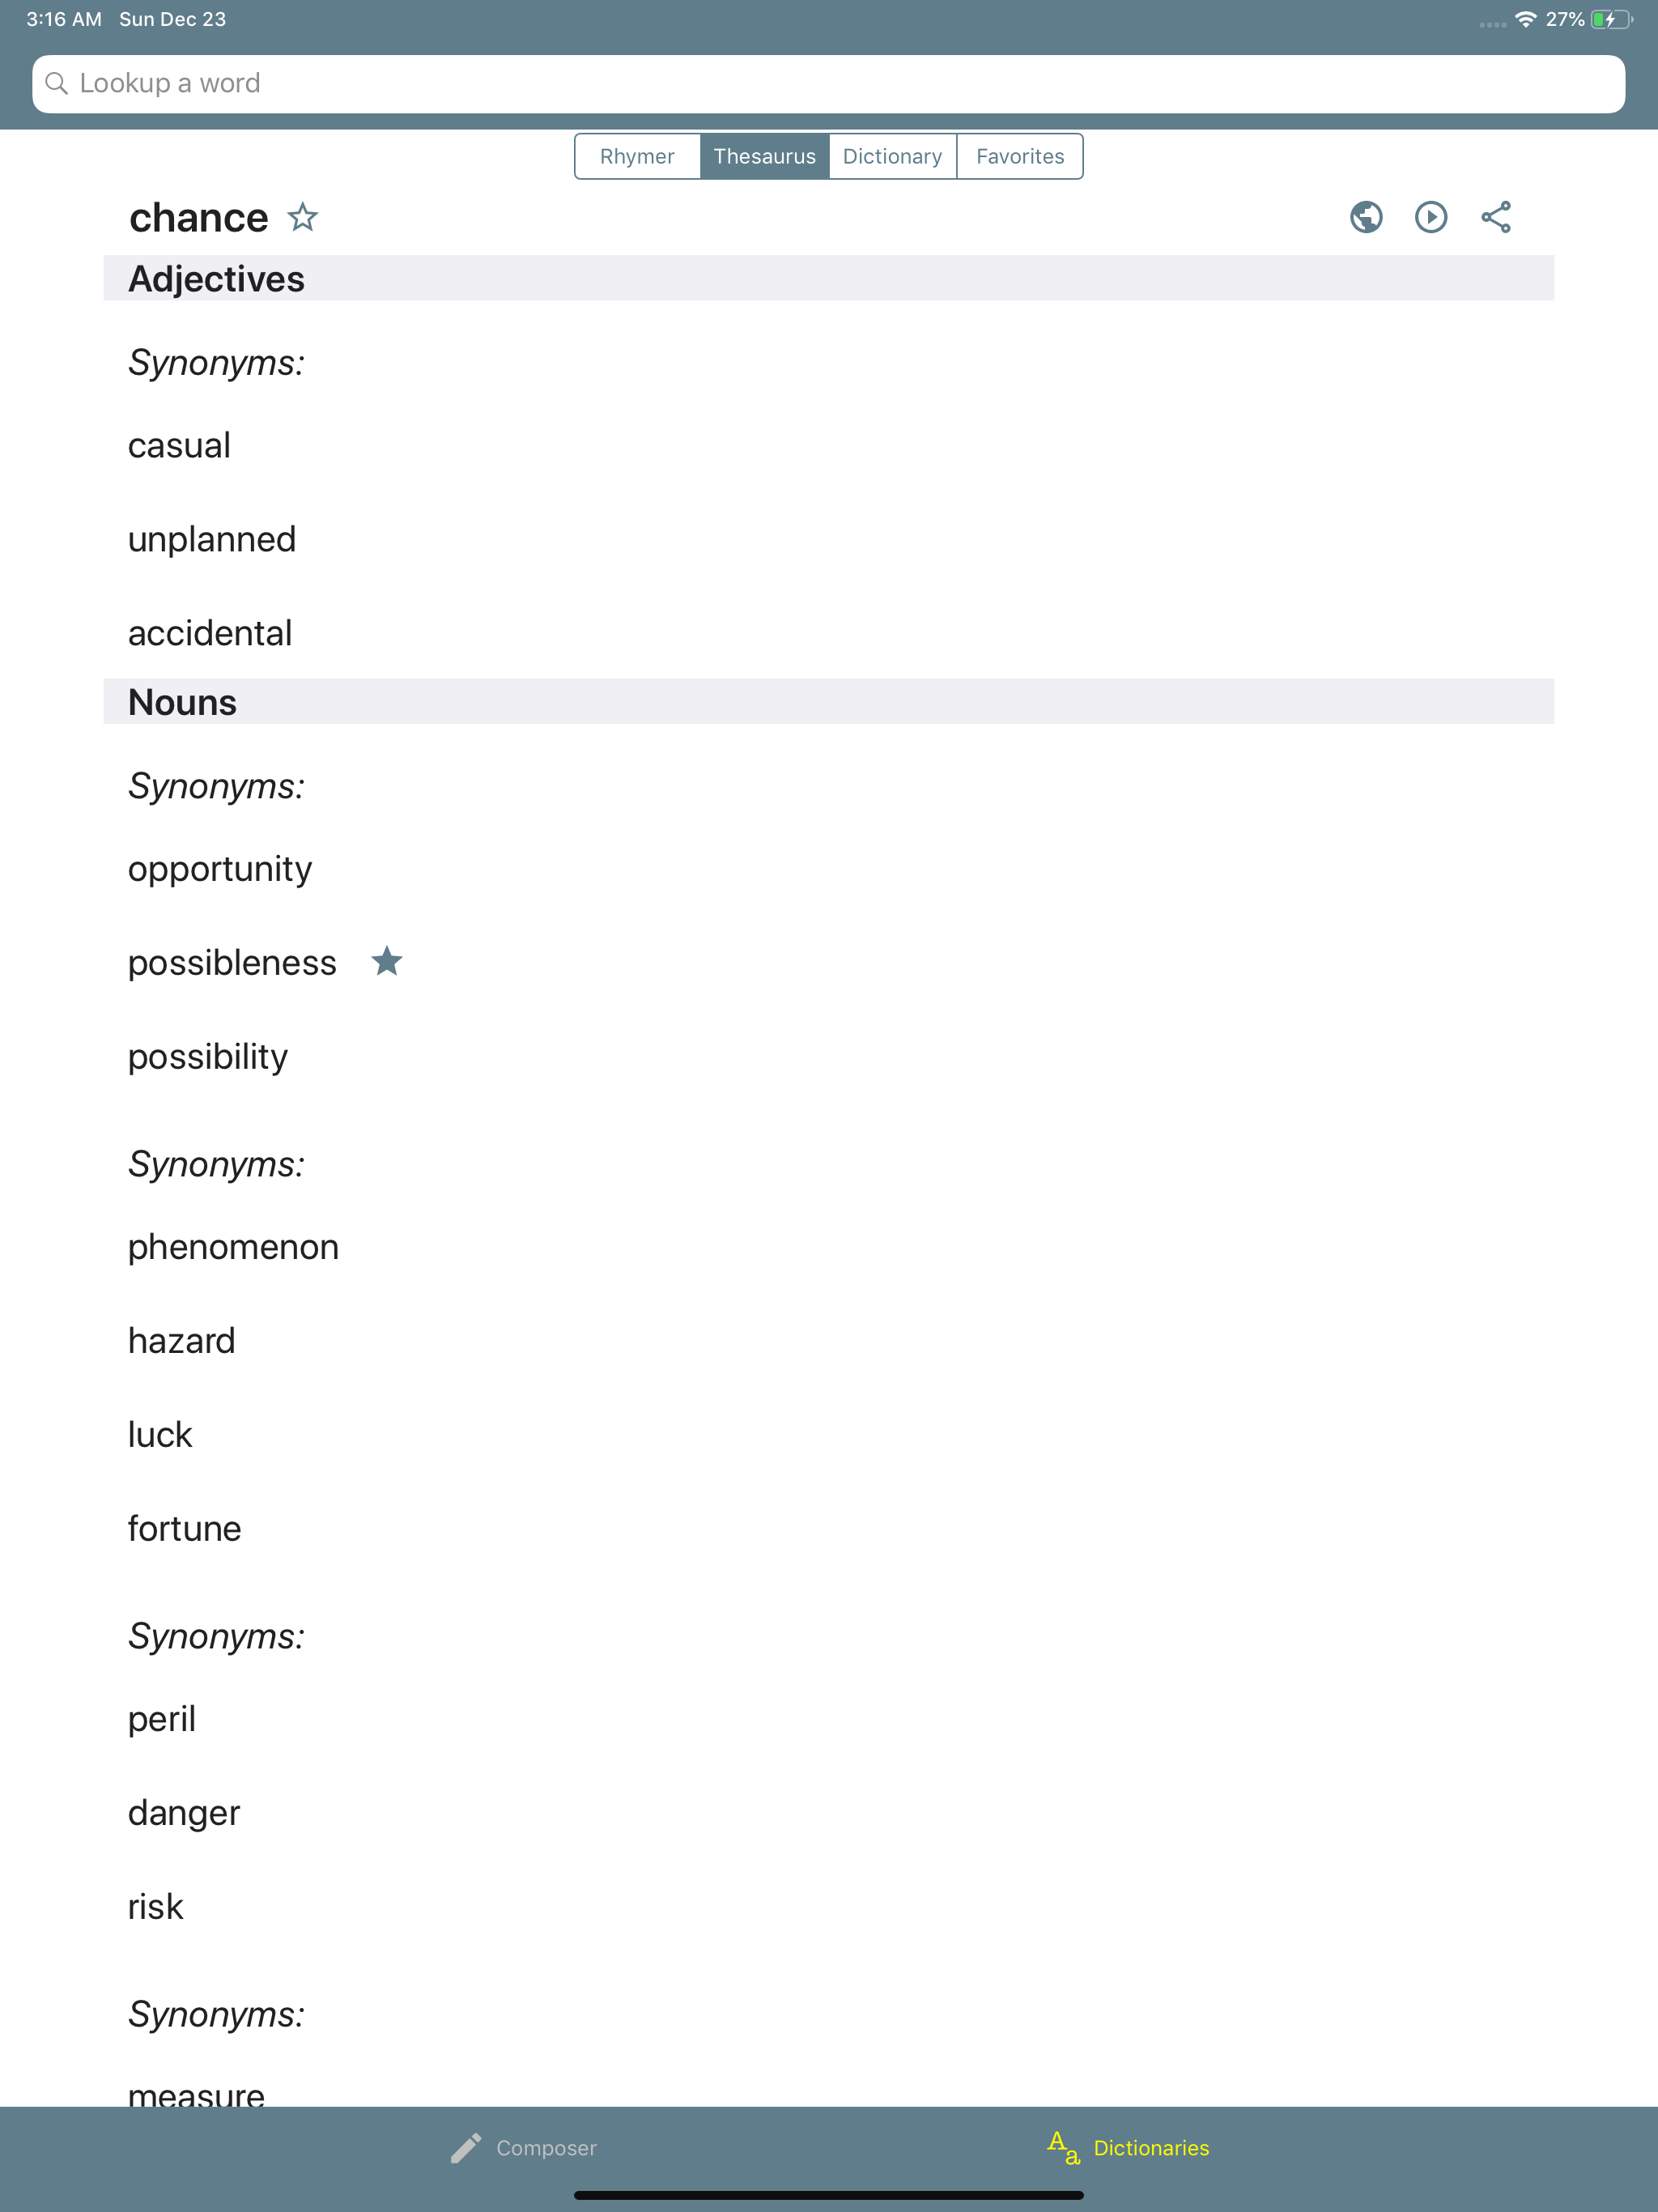 3:16 AM Sun Dec 23 27%
Lookup a word
Rhymer Thesaurus Dictionary Favorites
chance
Adjectives
Synonyms:
casual
unplanned
accidental
Nouns
Synonyms:
opportunity
possibleness
possibility
Synonyms:
phenomenon
hazard
luck
fortune
Synonyms:
peril
danger
risk
Synonyms:
measure
Composer Aa Dictionaries